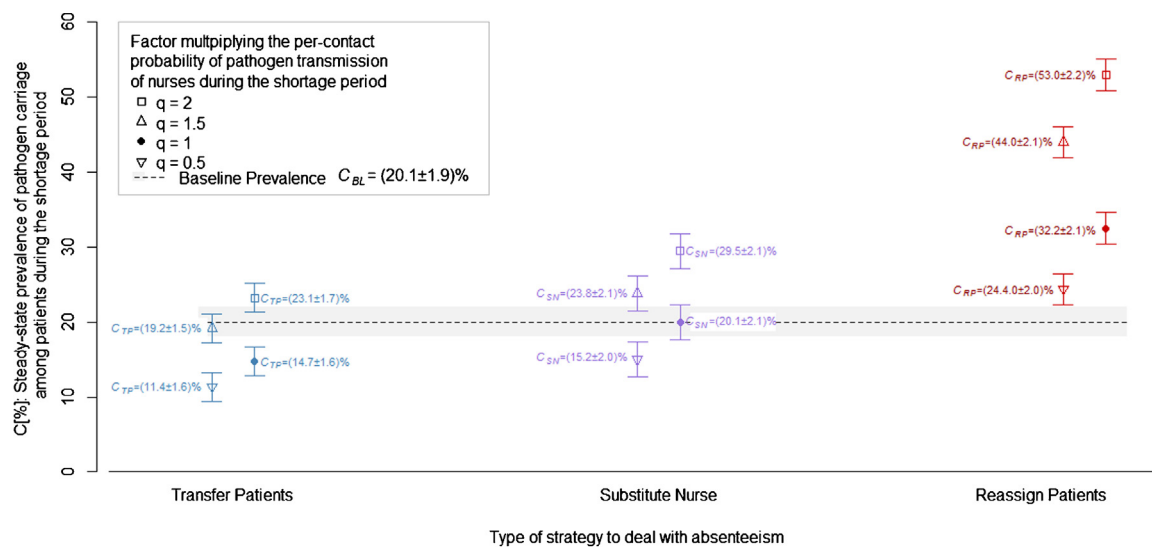 C[%]: Steady-state prevalence of pathogen carriage
among patients during the shortage period
60
50
40
30
20
10
0
Factor multpiplying the per-contact
probability of pathogen transmission
of nurses during the shortage period
q = 2
q = 1.5
q = 1
q = 0.5
Baseline Prevalence C_BL = (20.1±1.9)%
C_TP=(23.1±1.7)%
C_TP=(19.2±1.5)%
C_TP=(14.7±1.6)%
C_TP=(11.4±1.6)%
C_SN=(29.5±2.1)%
C_SN=(23.8±2.1)%
C_SN=(20.1±2.1)%
C_SN=(15.2±2.0)%
C_RP=(53.0±2.2)%
C_RP=(44.0±2.1)%
C_RP=(32.2±2.1)%
C_RP=(24.4.0±2.0)%
Transfer Patients
Substitute Nurse
Reassign Patients
Type of strategy to deal with absenteeism